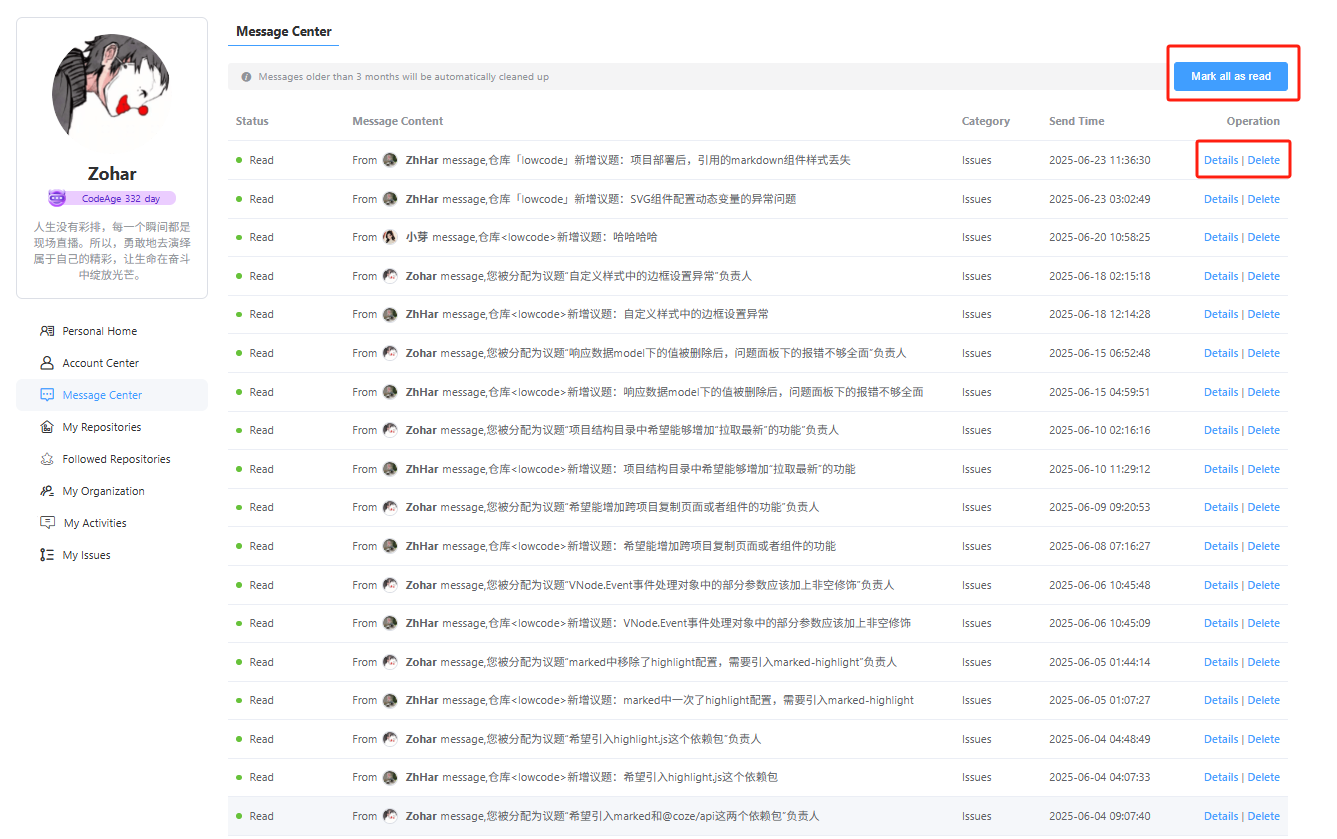 Message Center
Messages older than 3 months will be automatically cleaned up
Mark all as read
Zohar
CodeAge 332 day
人生没有彩排，每一个瞬间都是
现场直播。所以，勇敢地去演绎
属于自己的精彩，让生命在奋斗
中绽放光芒。
Personal Home
Account Center
Message Center
My Repositories
Followed Repositories
My Organization
My Activities
My Issues
Status Message Content Category Send Time Operation
Read From ZhHar message,仓库「lowcode」新增议题：项目部署后，引用的markdown组件样式丢失 Issues 2025-06-23 11:36:30 Details | Delete
Read From ZhHar message,仓库「lowcode」新增议题：SVG组件配置动态变量的异常问题 Issues 2025-06-23 03:02:49 Details | Delete
Read From 小芽 message,仓库<lowcode>新增议题：哈哈哈哈 Issues 2025-06-20 10:58:25 Details | Delete
Read From Zohar message,您被分配为议题“自定义样式中的边框设置异常”负责人 Issues 2025-06-18 02:15:18 Details | Delete
Read From ZhHar message,仓库<lowcode>新增议题：自定义样式中的边框设置异常 Issues 2025-06-18 12:14:28 Details | Delete
Read From Zohar message,您被分配为议题“响应数据model下的值被删除后，问题面板下的报错不够全面”负责人 Issues 2025-06-15 06:52:48 Details | Delete
Read From ZhHar message,仓库<lowcode>新增议题：响应数据model下的值被删除后，问题面板下的报错不够全面 Issues 2025-06-15 04:59:51 Details | Delete
Read From Zohar message,您被分配为议题“项目结构目录中希望能够增加“拉取最新”的功能”负责人 Issues 2025-06-10 02:16:16 Details | Delete
Read From ZhHar message,仓库<lowcode>新增议题：项目结构目录中希望能够增加“拉取最新”的功能 Issues 2025-06-10 11:29:12 Details | Delete
Read From Zohar message,您被分配为议题“希望能增加跨项目复制页面或者组件的功能”负责人 Issues 2025-06-09 09:20:53 Details | Delete
Read From ZhHar message,仓库<lowcode>新增议题：希望能增加跨项目复制页面或者组件的功能 Issues 2025-06-08 07:16:27 Details | Delete
Read From Zohar message,您被分配为议题“VNode.Event事件处理对象中的部分参数应该加上非空修饰”负责人 Issues 2025-06-06 10:45:48 Details | Delete
Read From ZhHar message,仓库<lowcode>新增议题：VNode.Event事件处理对象中的部分参数应该加上非空修饰 Issues 2025-06-06 10:45:09 Details | Delete
Read From Zohar message,您被分配为议题“marked中移除了highlight配置，需要引入marked-highlight”负责人 Issues 2025-06-05 01:44:14 Details | Delete
Read From ZhHar message,仓库<lowcode>新增议题：marked中一次了highlight配置，需要引入marked-highlight Issues 2025-06-05 01:07:27 Details | Delete
Read From Zohar message,您被分配为议题“希望引入highlight.js这个依赖包”负责人 Issues 2025-06-04 04:48:49 Details | Delete
Read From ZhHar message,仓库<lowcode>新增议题：希望引入highlight.js这个依赖包 Issues 2025-06-04 04:07:33 Details | Delete
Read From Zohar message,您被分配为议题“希望引入marked和@coze/api这两个依赖包”负责人 Issues 2025-06-04 09:07:40 Details | Delete